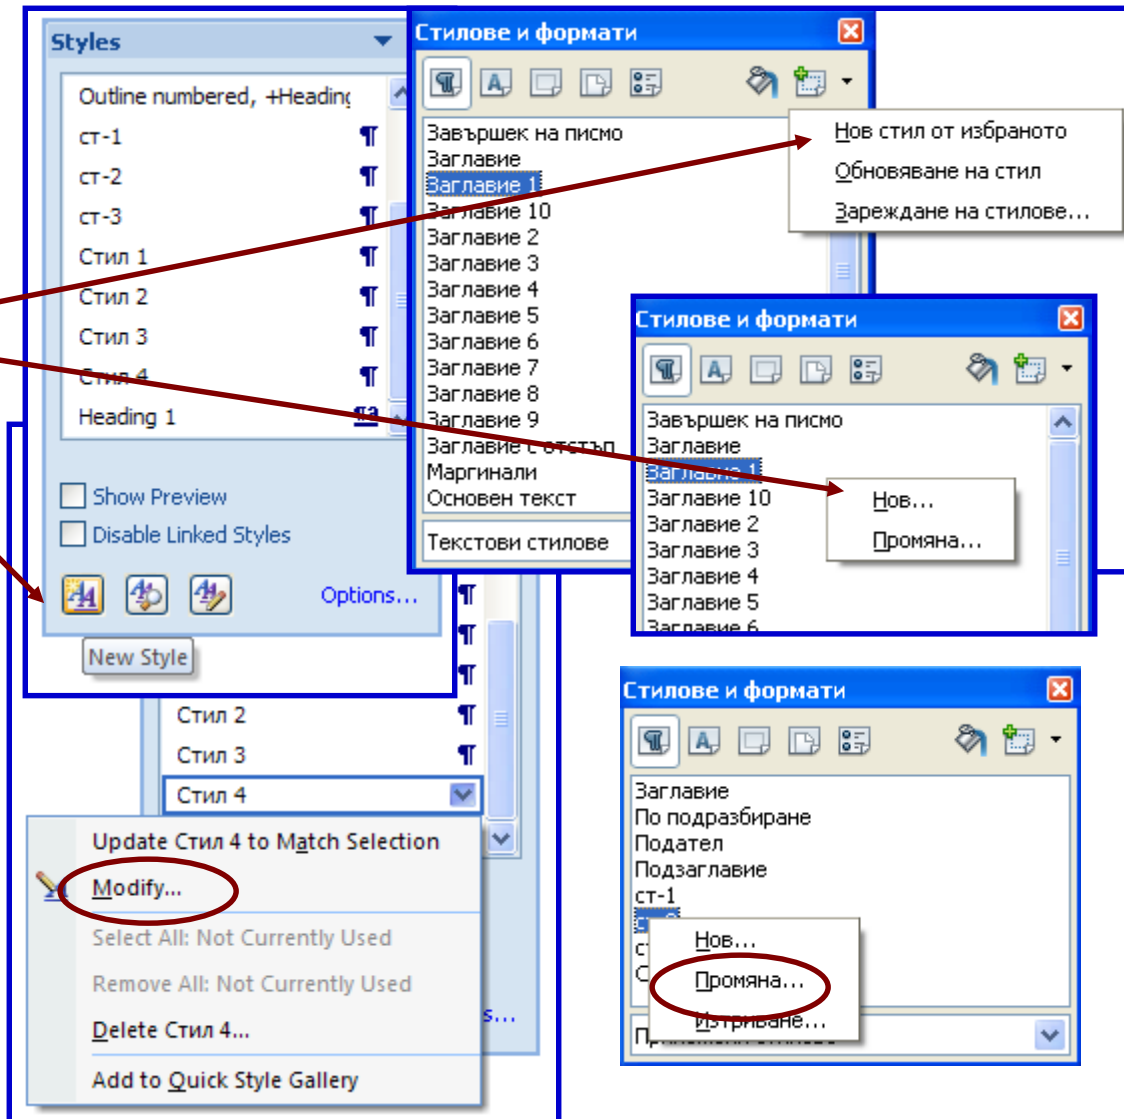 Styles
Outline numbered, +Heading
ст-1
ст-2
ст-3
Стил 1
Стил 2
Стил 3
Стил 4
Heading 1
Show Preview
Disable Linked Styles
Options...
New Style
Стилове и формати
Завършек на писмо
Заглавие
Заглавие 1
Заглавие 10
Заглавие 2
Заглавие 3
Заглавие 4
Заглавие 5
Заглавие 6
Заглавие 7
Заглавие 8
Заглавие 9
Заглавие с отстъп
Маргинали
Основен текст
Текстови стилове
Нов стил от избраното
Обновяване на стил
Зареждане на стилове...
Стилове и формати
Завършек на писмо
Заглавие
Заглавие 1
Заглавие 10
Заглавие 2
Заглавие 3
Заглавие 4
Заглавие 5
Заглавие 6
Нов...
Промяна...
Стил 2
Стил 3
Стил 4
Update Стил 4 to Match Selection
Modify...
Select All: Not Currently Used
Remove All: Not Currently Used
Delete Стил 4...
Add to Quick Style Gallery
s...
Стилове и формати
Заглавие
По подразбиране
Подател
Подзаглавие
ст-1
Нов...
Промяна...
Изтриване...